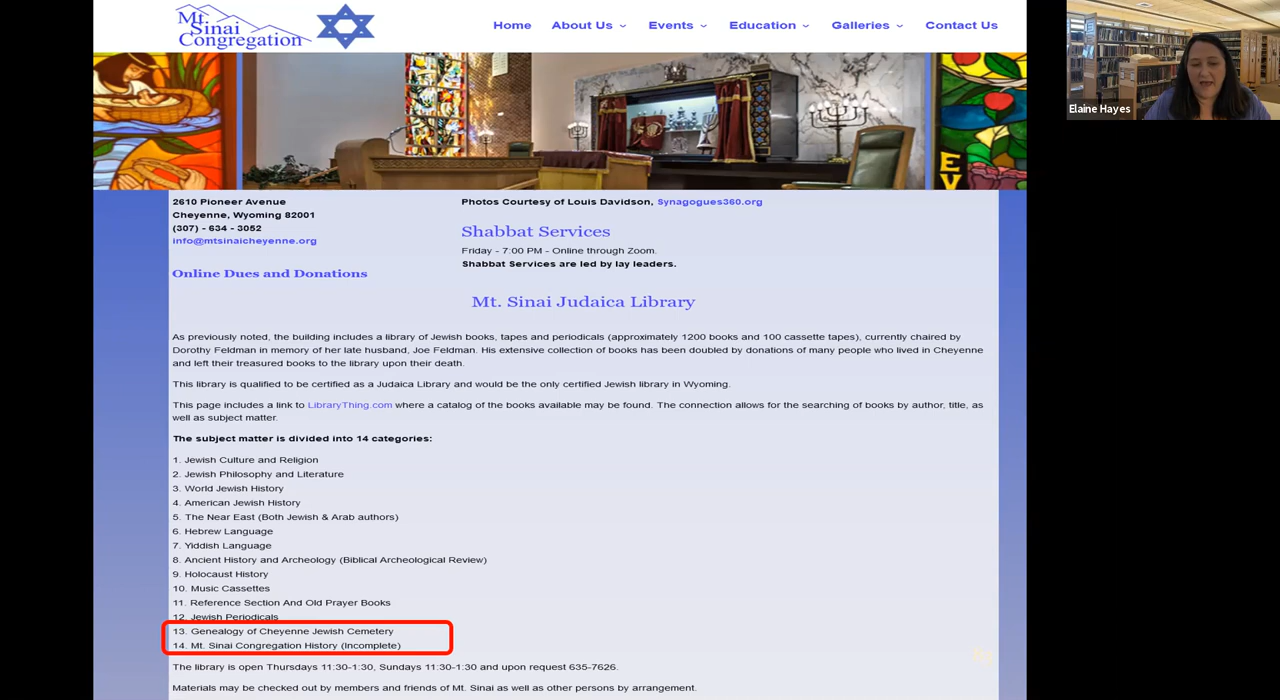 Mt.
Sinai
Congregation
Home About Us Events Education Galleries Contact Us
Elaine Hayes
EV
2610 Pioneer Avenue
Cheyenne, Wyoming 82001
(307) - 634 - 3052
info@mtsinaicheyenne.org
Online Dues and Donations
Photos Courtesy of Louis Davidson, Synagogues360.org
Shabbat Services
Friday - 7:00 PM - Online through Zoom.
Shabbat Services are led by lay leaders.
Mt. Sinai Judaica Library
As previously noted, the building includes a library of Jewish books, tapes and periodicals (approximately 1200 books and 100 cassette tapes), currently chaired by
Dorothy Feldman in memory of her late husband, Joe Feldman. His extensive collection of books has been doubled by donations of many people who lived in Cheyenne
and left their treasured books to the library upon their death.
This library is qualified to be certified as a Judaica Library and would be the only certified Jewish library in Wyoming.
This page includes a link to LibraryThing.com where a catalog of the books available may be found. The connection allows for the searching of books by author, title, as
well as subject matter.
The subject matter is divided into 14 categories:
1. Jewish Culture and Religion
2. Jewish Philosophy and Literature
3. World Jewish History
4. American Jewish History
5. The Near East (Both Jewish & Arab authors)
6. Hebrew Language
7. Yiddish Language
8. Ancient History and Archeology (Biblical Archeological Review)
9. Holocaust History
10. Music Cassettes
11. Reference Section And Old Prayer Books
12. Jewish Periodicals
13. Genealogy of Cheyenne Jewish Cemetery
14. Mt. Sinai Congregation History (Incomplete)
The library is open Thursdays 11:30-1:30, Sundays 11:30-1:30 and upon request 635-7626.
Materials may be checked out by members and friends of Mt. Sinai as well as other persons by arrangement.